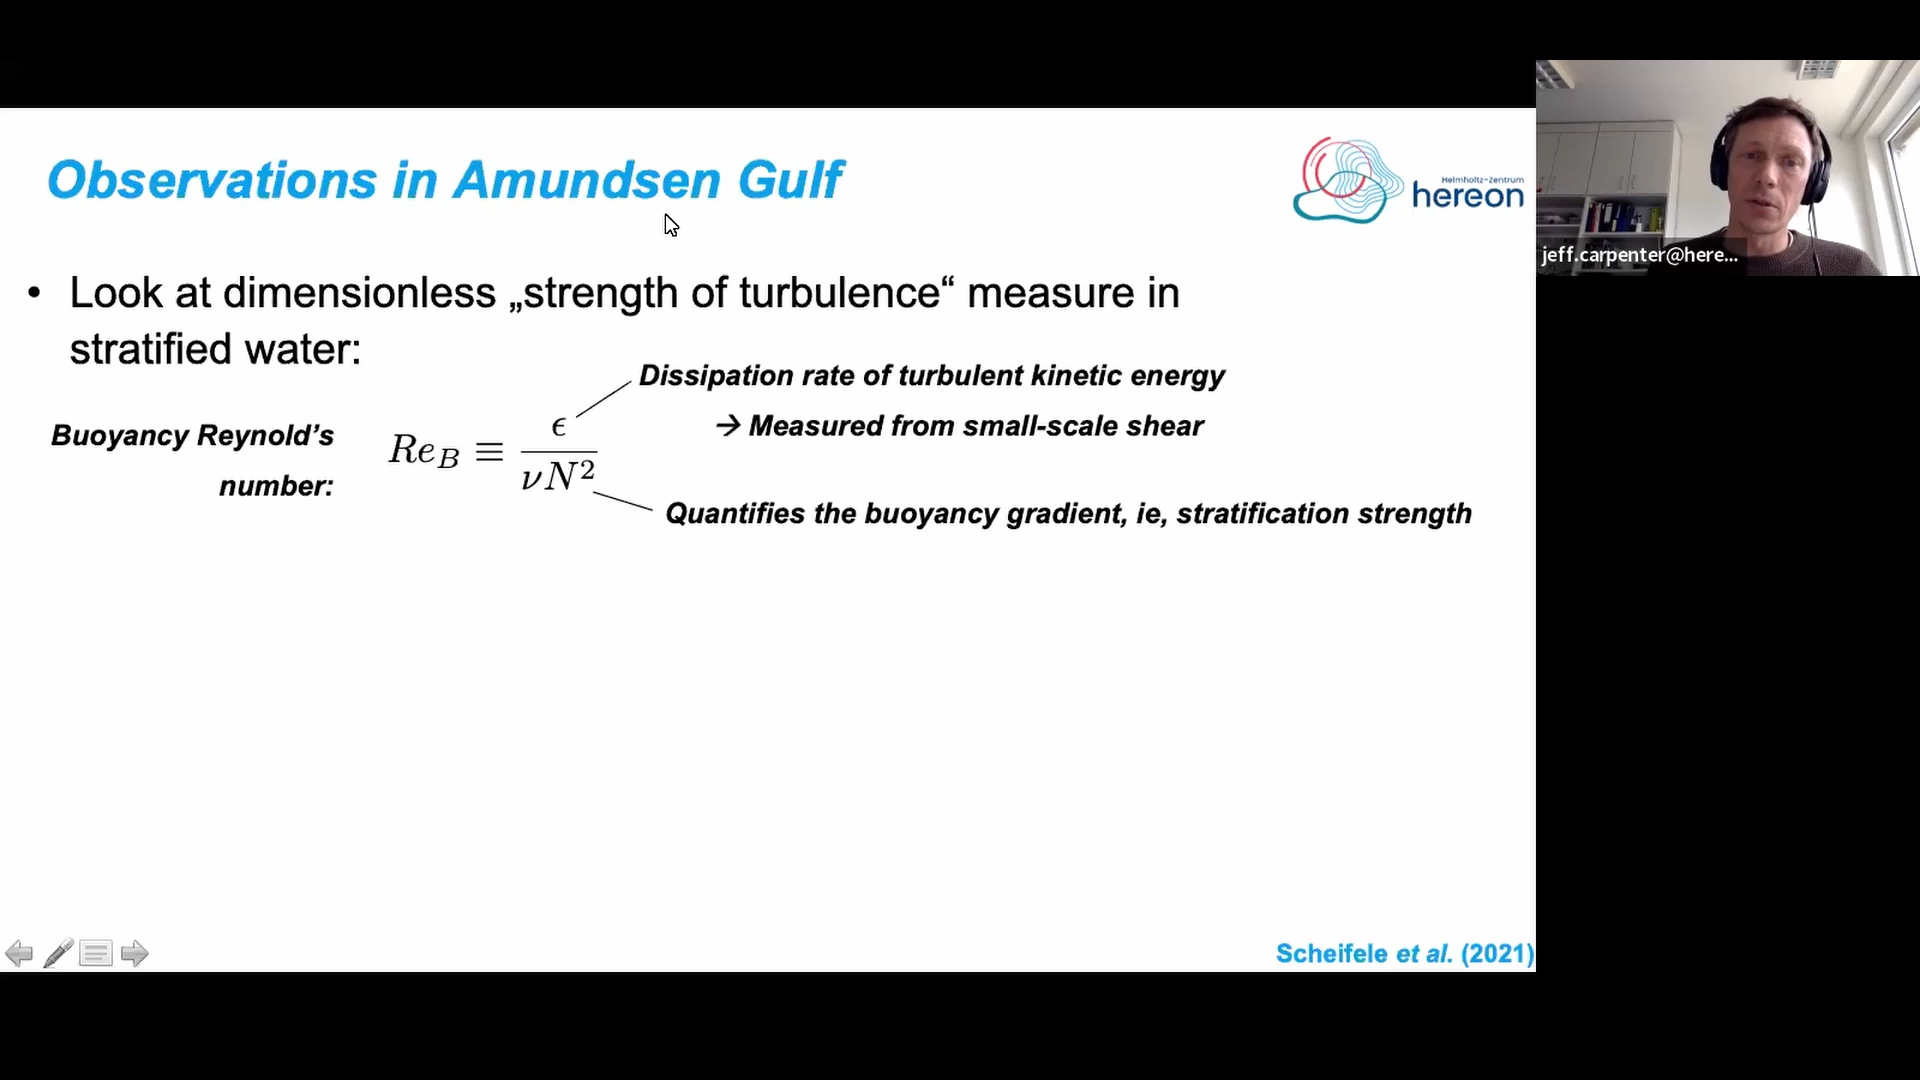 Observations in Amundsen Gulf
Helmholtz-Zentrum
hereon
jeff.carpenter@here...
• Look at dimensionless „strength of turbulence“ measure in
stratified water:
Dissipation rate of turbulent kinetic energy
→ Measured from small-scale shear
Buoyancy Reynold’s
number:
Re_B ≡ ϵ / νN²
Quantifies the buoyancy gradient, ie, stratification strength
Scheifele et al. (2021)